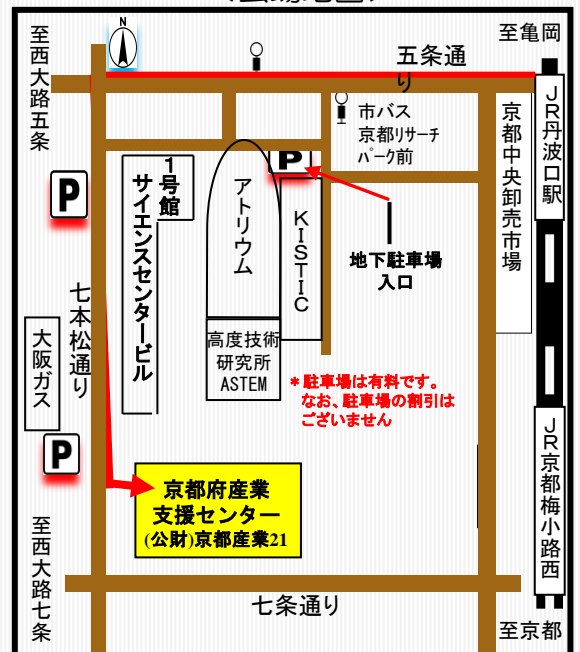 N
至西大路五条
五条通り
至亀岡
市バス
京都リサーチ
パーク前
京都中央卸売市場
JR丹波口駅
1号館
サイエンスセンタービル
アトリウム
KISTIC
P
P
地下駐車場
入口
七本松通り
大阪ガス
高度技術
研究所
ASTEM
*駐車場は有料です。
なお、駐車場の割引は
ございません
P
JR京都梅小路西
京都府産業
支援センター
(公財)京都産業21
至西大路七条
七条通り
至京都